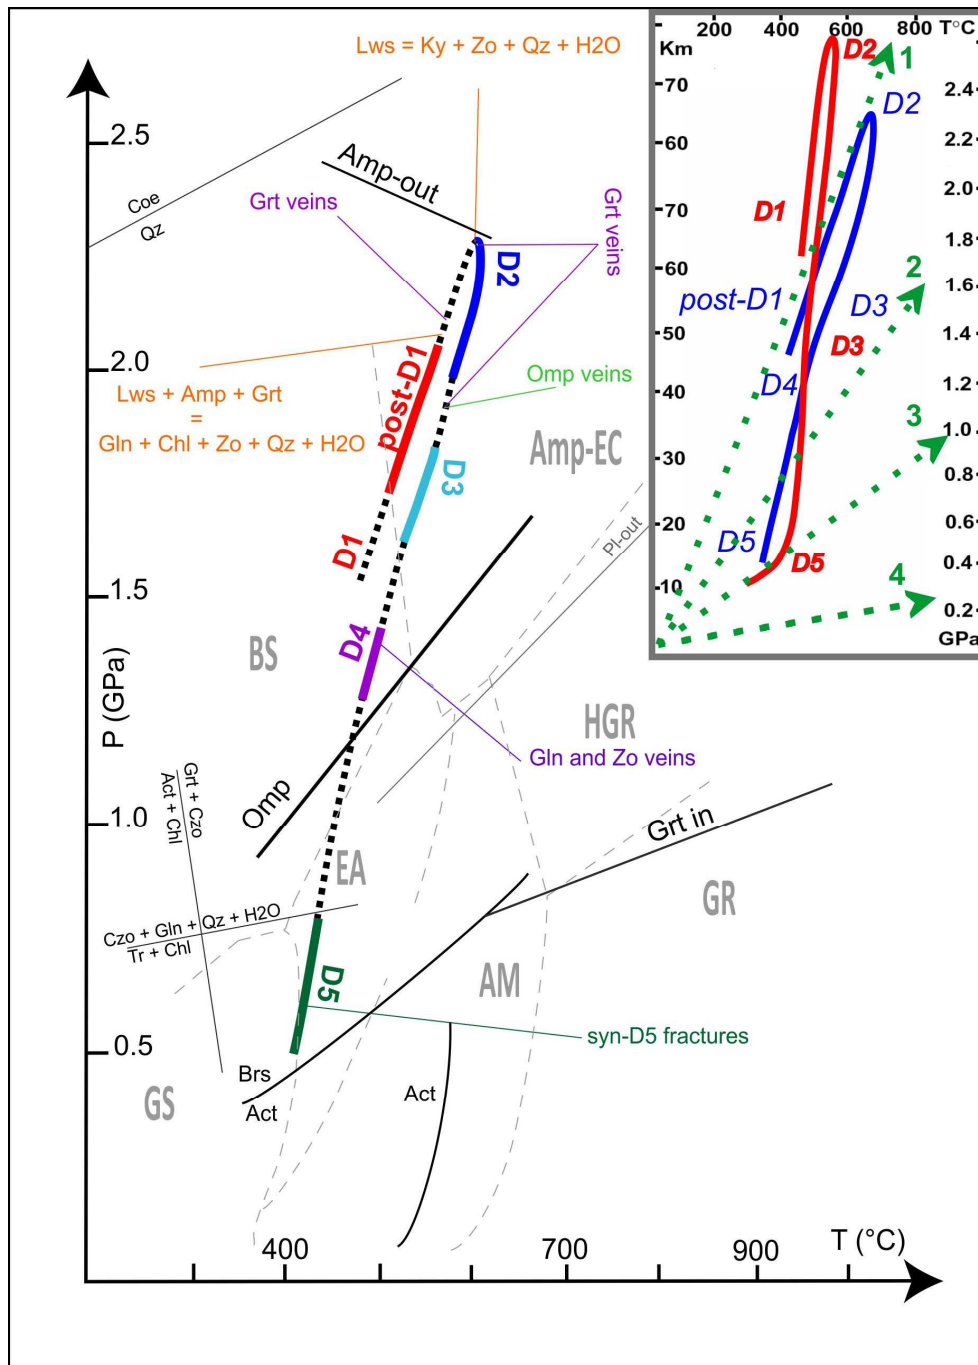 Lws = Ky + Zo + Qz + H2O
2.5
Amp-out
Coe
Qz
Grt veins
Grt veins
D2
2.0
post-D1
Omp veins
Lws + Amp + Grt
=
Gln + Chl + Zo + Qz + H2O
Amp-EC
D3
D1
Pl-out
1.5
D4
BS
P (GPa)
HGR
Gln and Zo veins
Grt + Czo
Act + Chl
Omp
1.0
Grt in
EA
GR
Czo + Gln + Qz + H2O
Tr + Chl
D5
AM
syn-D5 fractures
0.5
Brs
Act
Act
GS
400
700
900
T (°C)
200
400
600
800
T°C
Km
D2
1
70
2.4
D2
60
2.2
2.0
70
D1
1.8
60
2
1.6
post-D1
D3
50
D3
1.4
40
D4
1.2
3
1.0
30
0.8
20
0.6
D5
D5
0.4
10
4
0.2
GPa